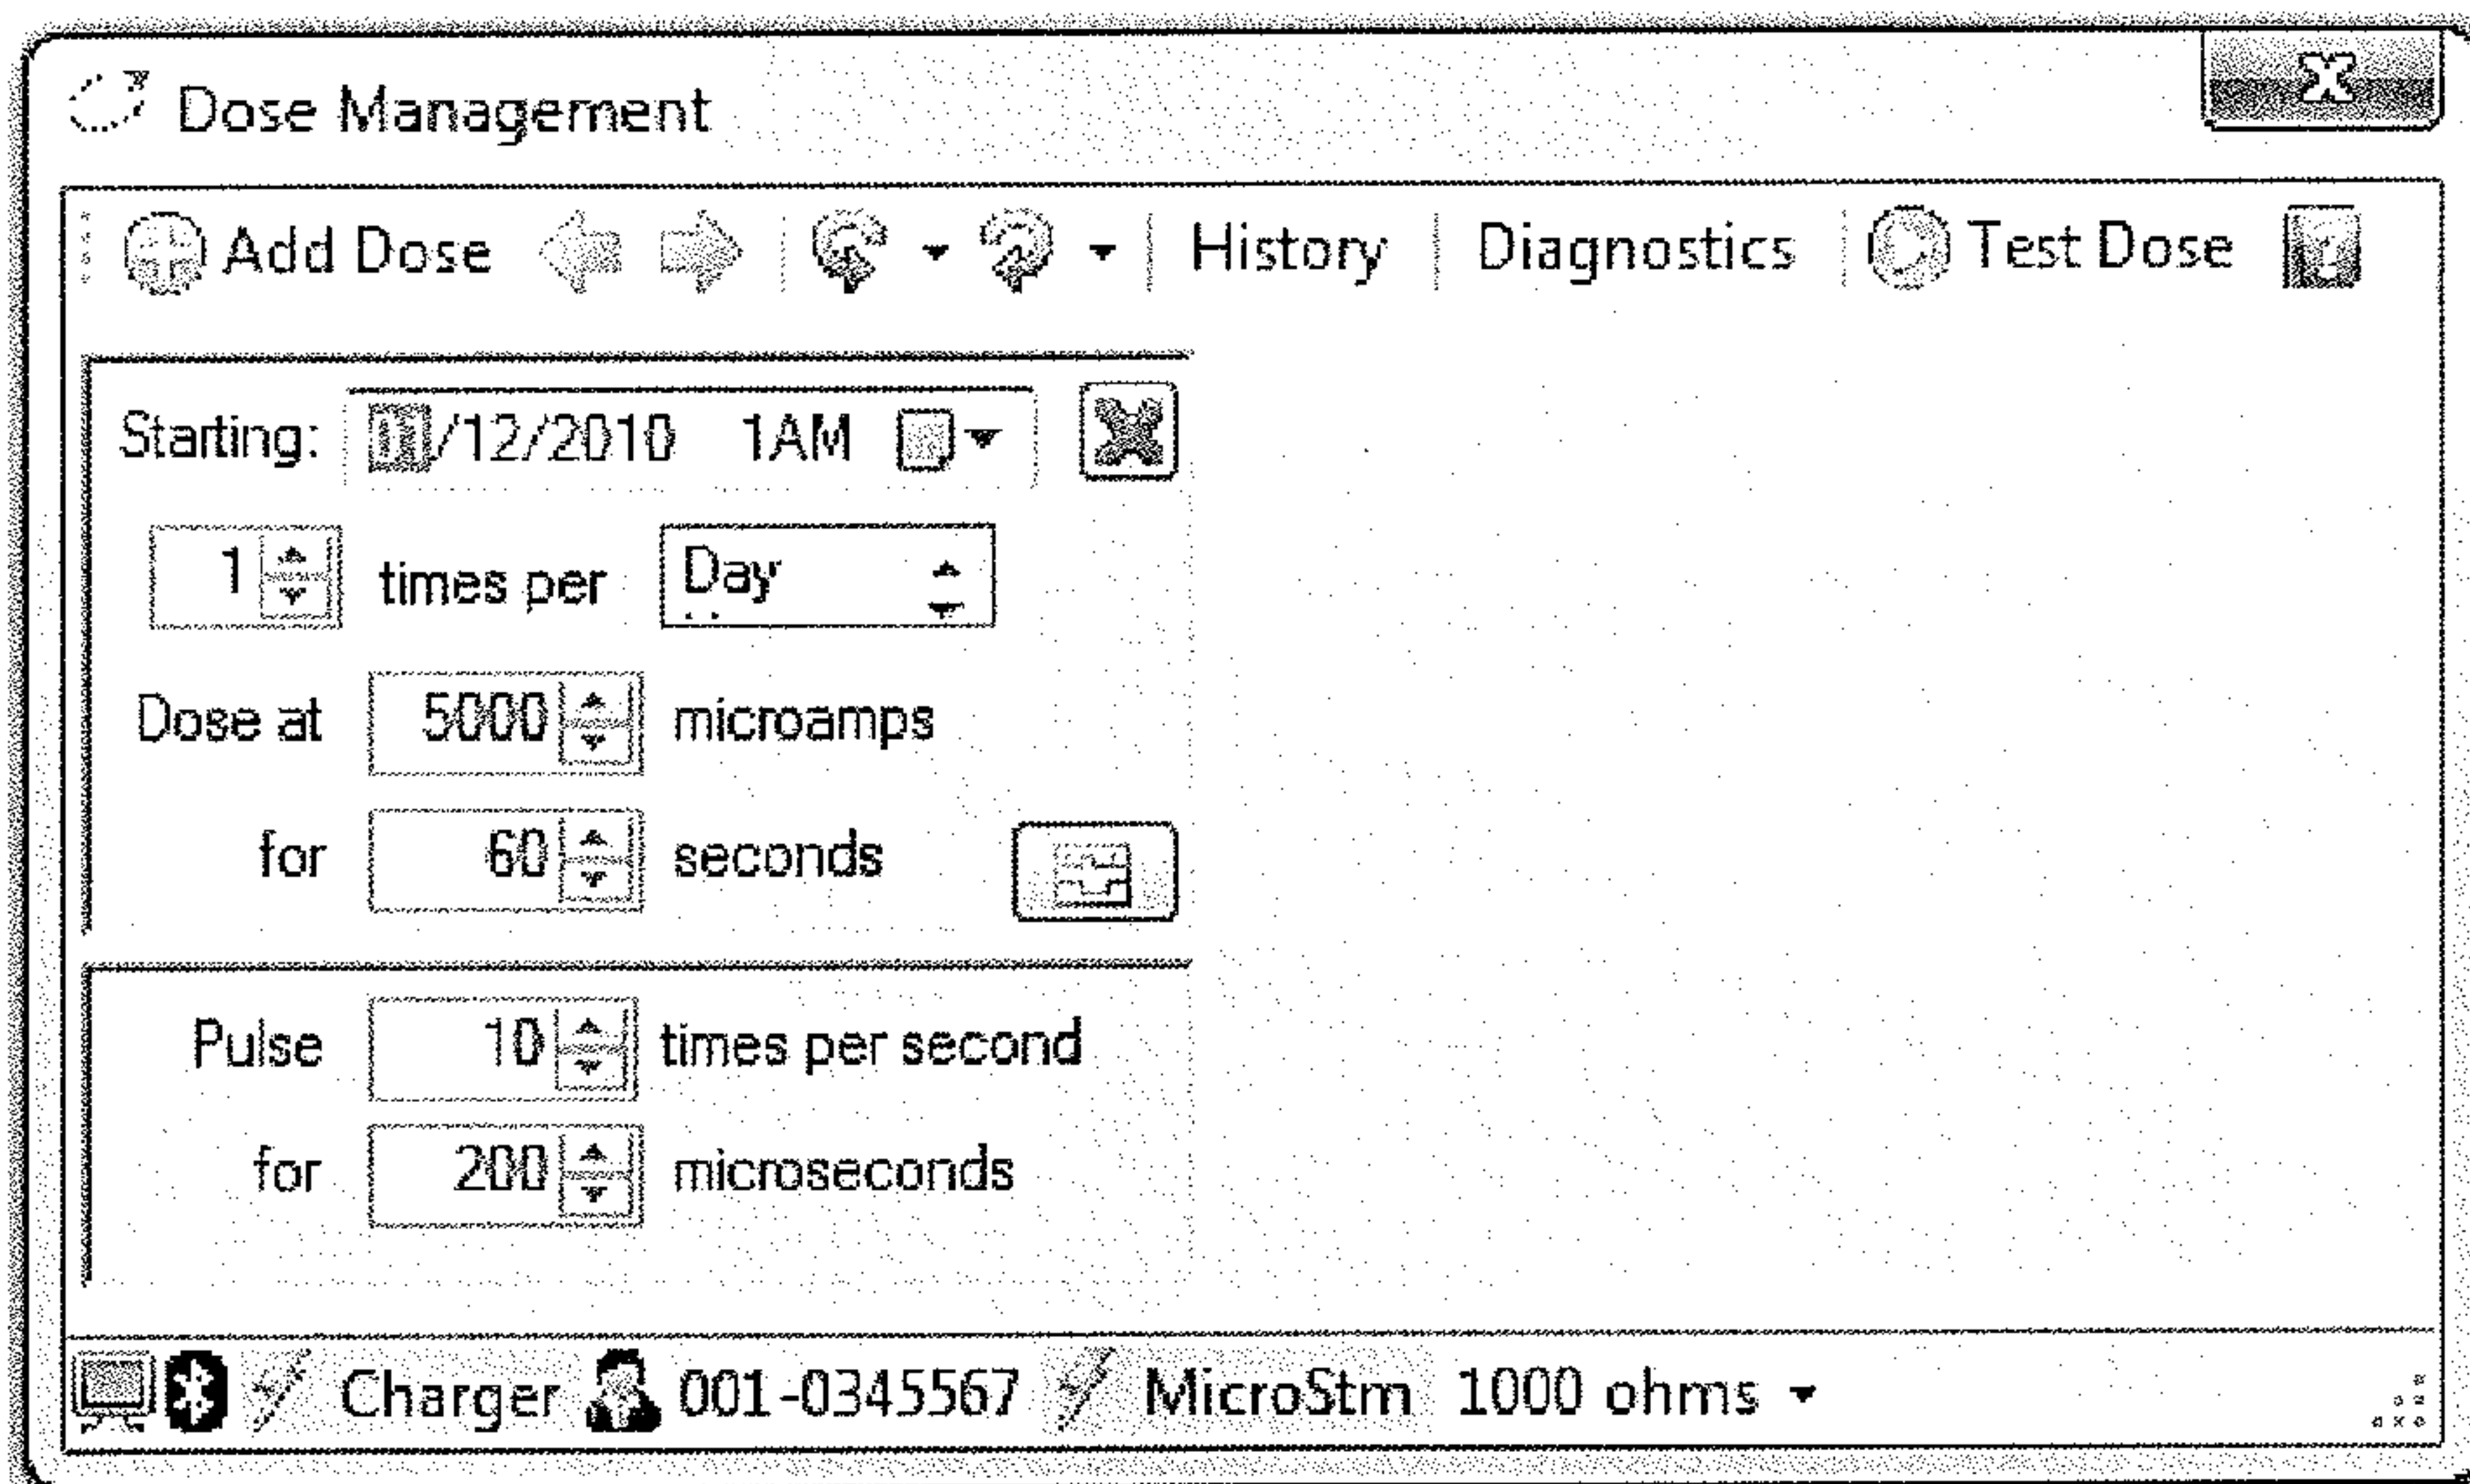 Dose Management X
Add Dose History Diagnostics Test Dose ?
Starting: 01/12/2010 1AM
1 times per Day
Dose at 5000 microamps
for 60 seconds
Pulse 10 times per second
for 200 microseconds
Charger 001-0345567 MicroStm 1000 ohms